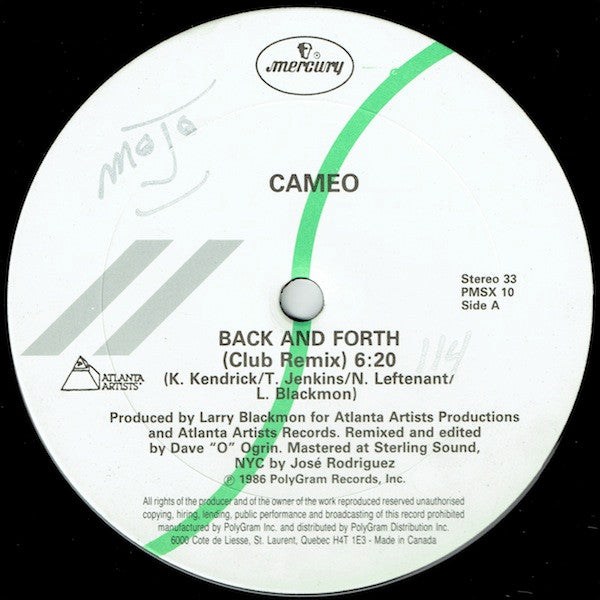 mercury
mojo
CAMEO
Stereo 33
PMSX 10
Side A
BACK AND FORTH
(Club Remix) 6:20
(K. Kendrick/T. Jenkins/N. Leftenant/
L. Blackmon)
114
ATLANTA
ARTISTS
Produced by Larry Blackmon for Atlanta Artists Productions
and Atlanta Artists Records. Remixed and edited
by Dave "O" Ogrin. Mastered at Sterling Sound,
NYC by José Rodriguez
℗ 1986 PolyGram Records, Inc.
All rights of the producer and of the owner of the work reproduced reserved unauthorised
copying, hiring, lending, public performance and broadcasting of this record prohibited
manufactured by PolyGram Inc. and distributed by PolyGram Distribution Inc.
6000 Cote de Liesse, St. Laurent, Quebec H4T 1E3 – Made in Canada